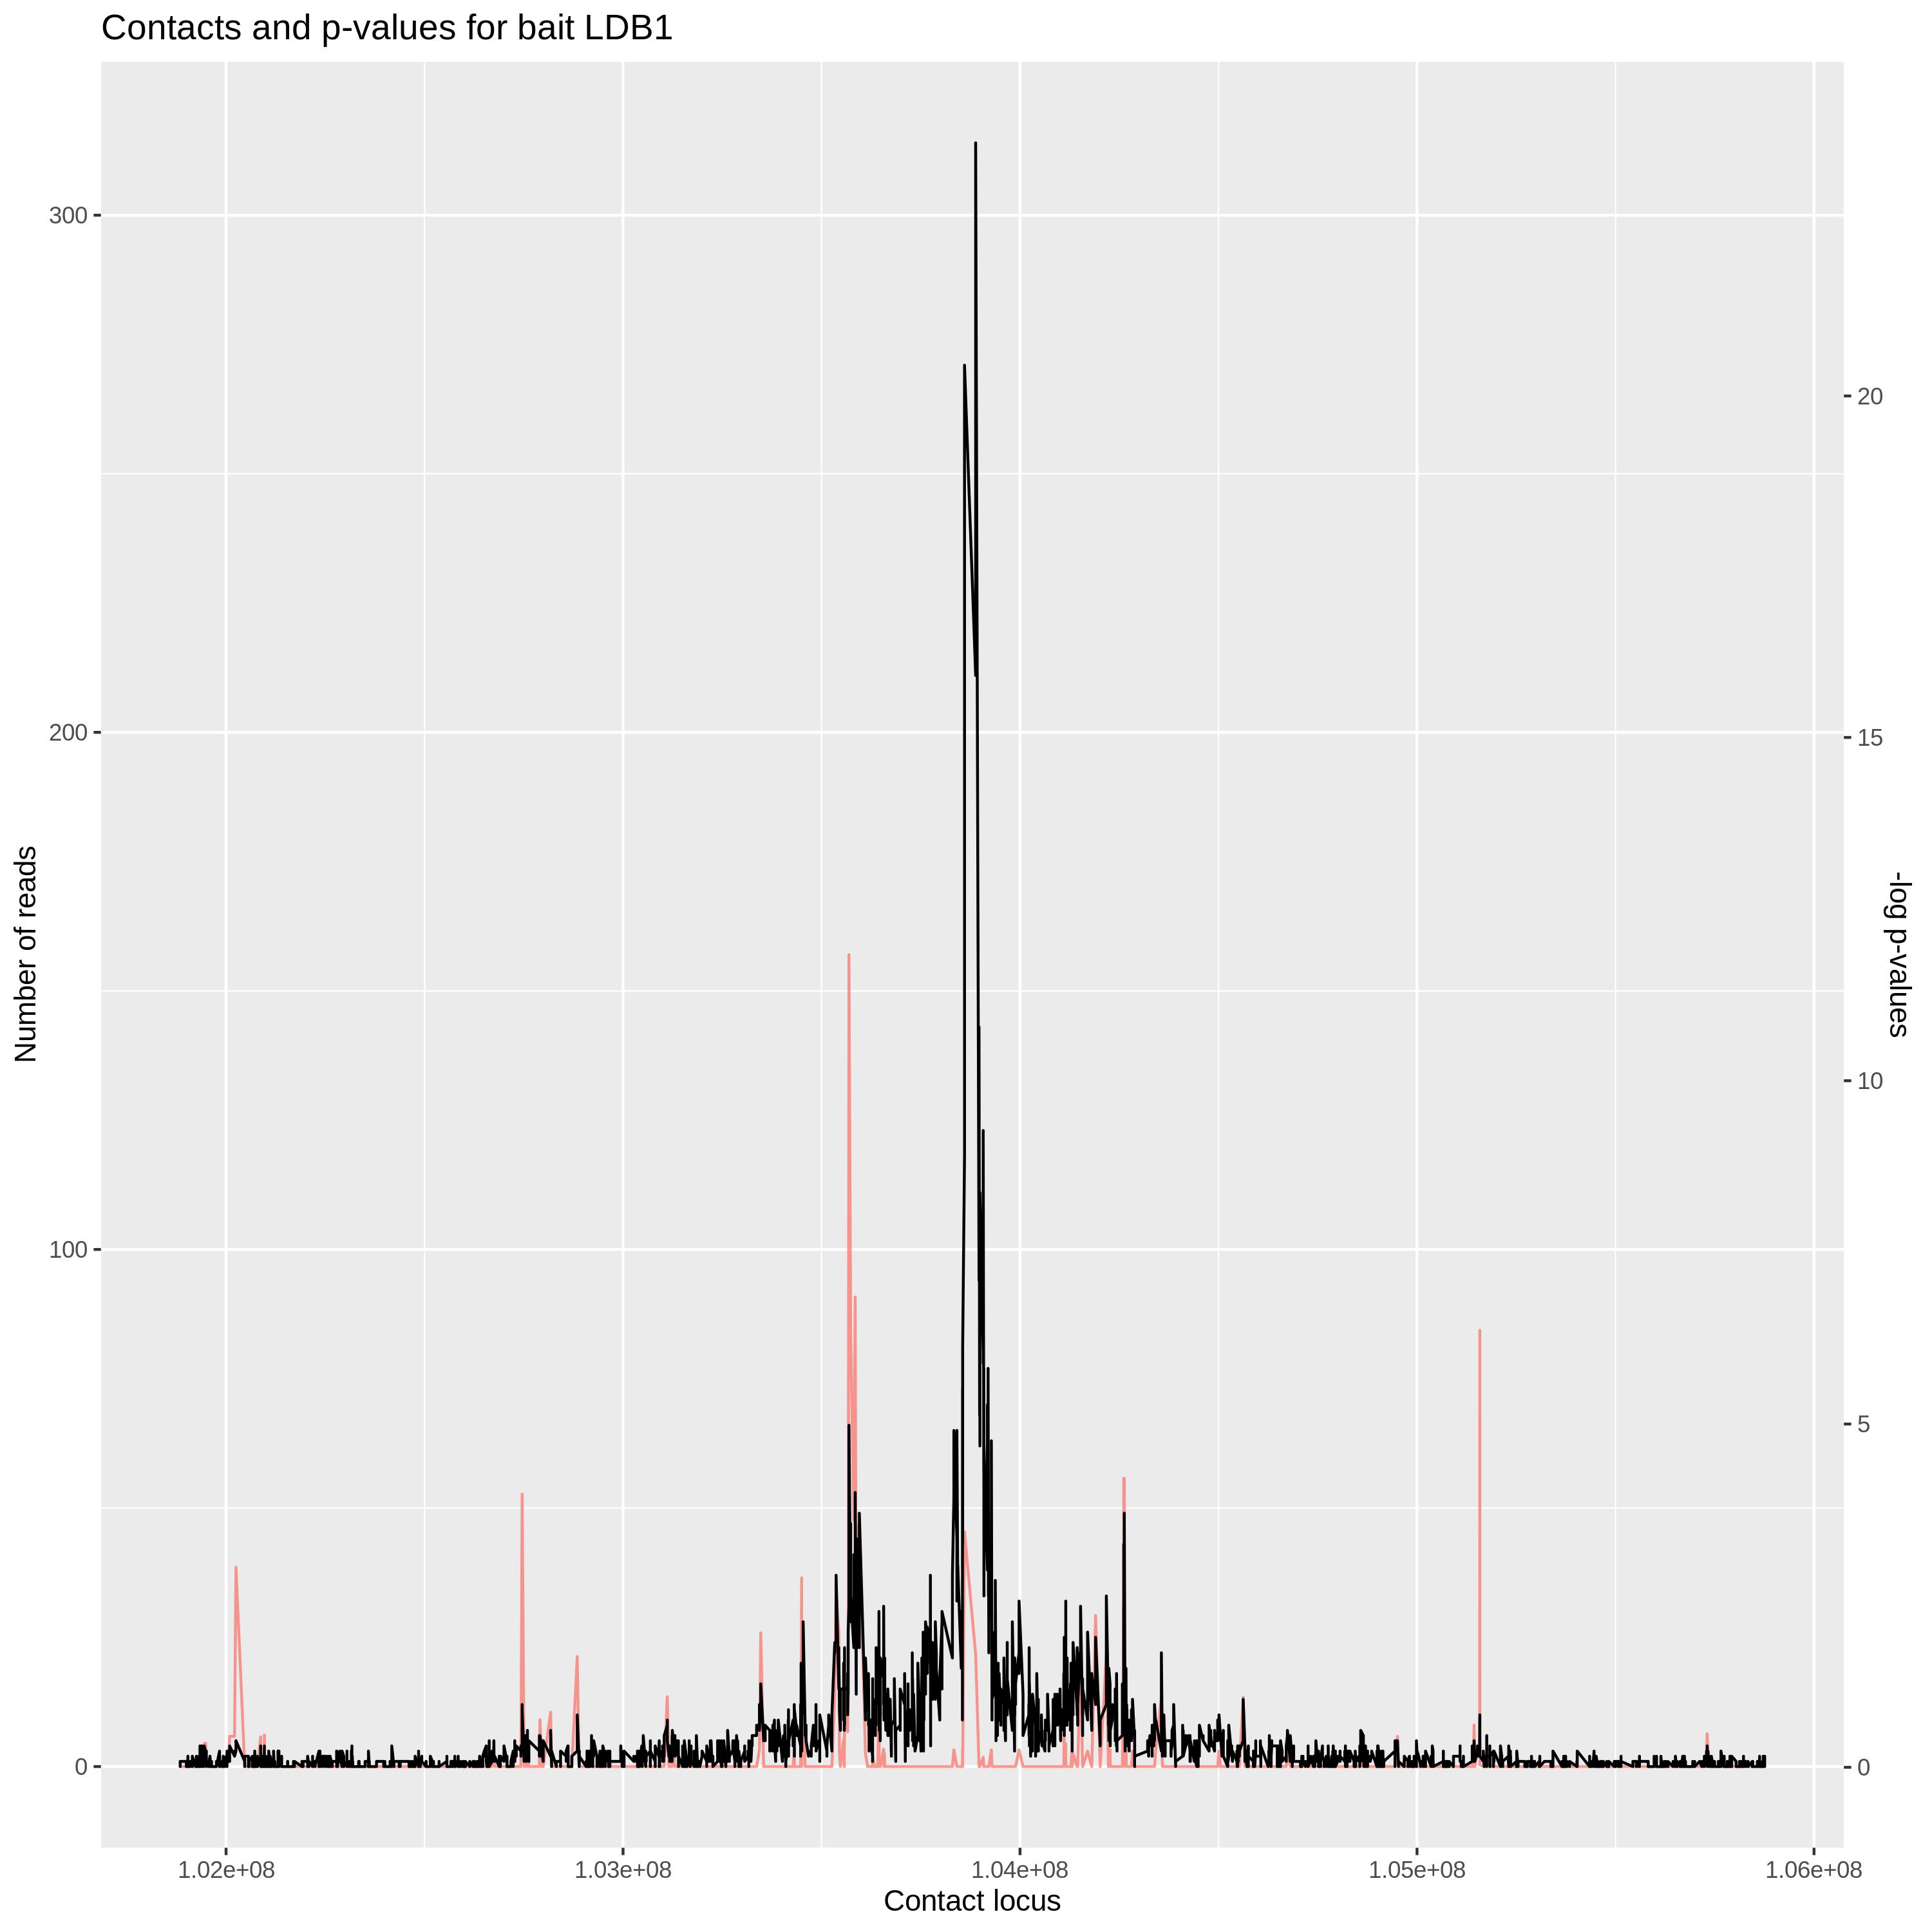 Contacts and p-values for bait LDB1
300
200
100
0
Number of reads
20
15
10
5
0
-log p-values
1.02e+08
1.03e+08
1.04e+08
1.05e+08
1.06e+08
Contact locus